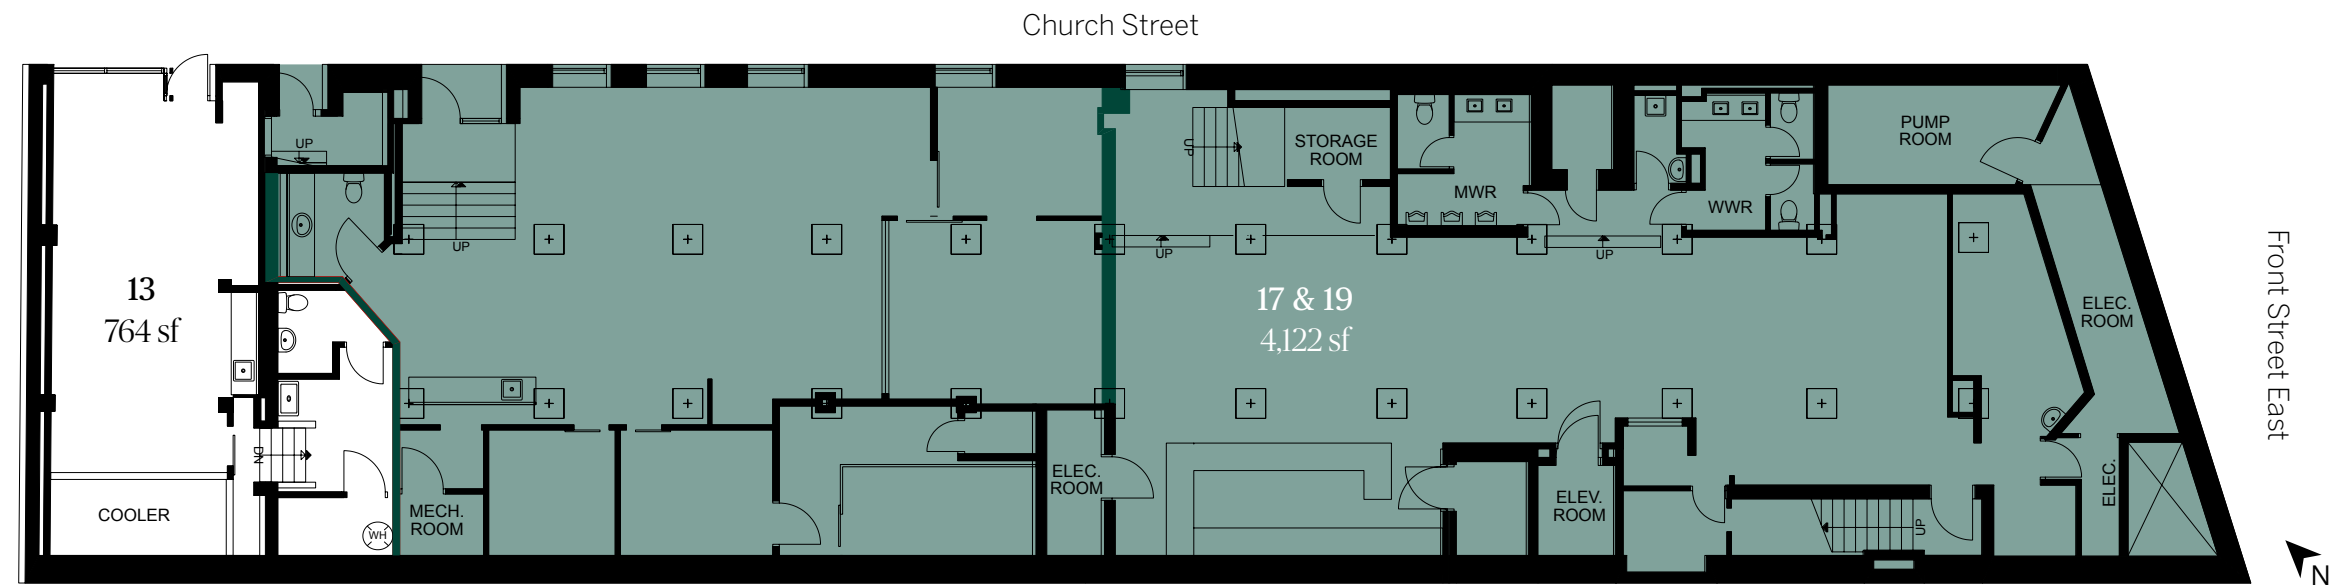 Church Street
UP
STORAGE
ROOM
UP
MWR
WWR
PUMP
ROOM
UP
UP
UP
Front Street East
13
764 sf
17 & 19
4,122 sf
ELEC.
ROOM
DN
COOLER
WH
MECH.
ROOM
ELEC.
ROOM
ELEV.
ROOM
UP
ELEC.
N